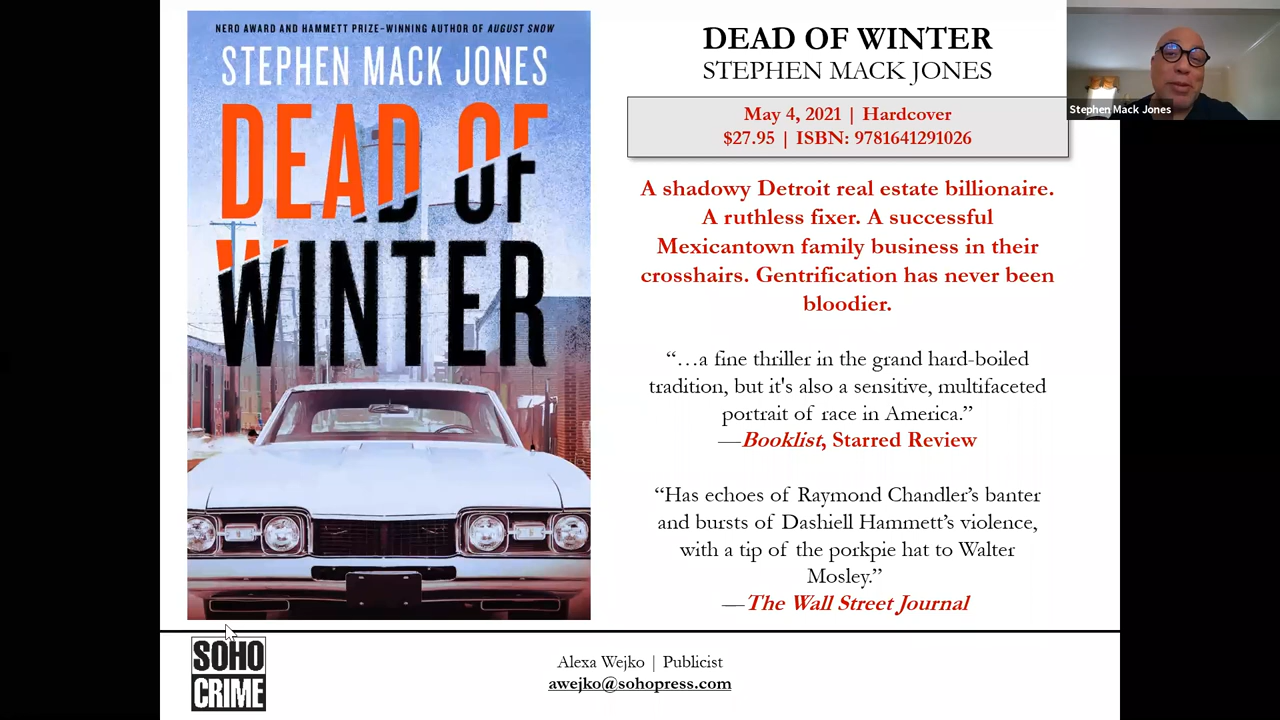 NERO AWARD AND HAMMETT PRIZE–WINNING AUTHOR OF AUGUST SNOW
STEPHEN MACK JONES
DEAD OF
WINTER
DEAD OF WINTER
STEPHEN MACK JONES
May 4, 2021 | Hardcover
$27.95 | ISBN: 9781641291026
A shadowy Detroit real estate billionaire.
A ruthless fixer. A successful
Mexicantown family business in their
crosshairs. Gentrification has never been
bloodier.
“…a fine thriller in the grand hard-boiled
tradition, but it's also a sensitive, multifaceted
portrait of race in America.”
—Booklist, Starred Review
“Has echoes of Raymond Chandler’s banter
and bursts of Dashiell Hammett’s violence,
with a tip of the porkpie hat to Walter
Mosley.”
—The Wall Street Journal
Stephen Mack Jones
SOHO
CRIME
Alexa Wejko | Publicist
awejko@sohopress.com